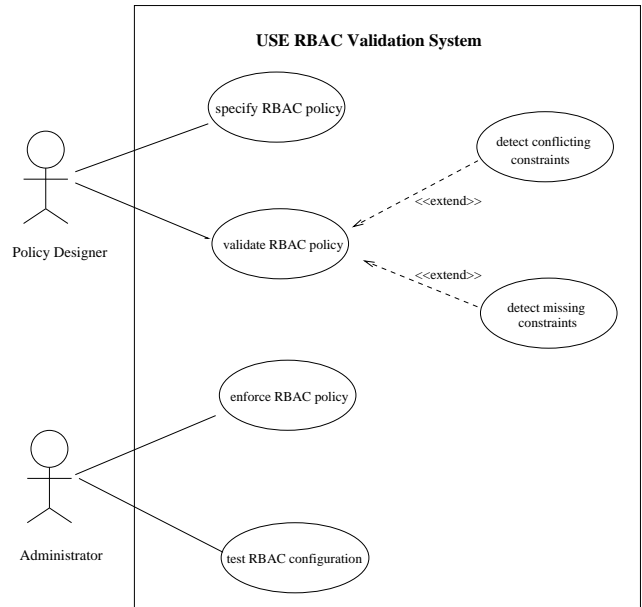 USE RBAC Validation System
specify RBAC policy
detect conflicting
constraints
<<extend>>
validate RBAC policy
Policy Designer
<<extend>>
detect missing
constraints
enforce RBAC policy
Administrator
test RBAC configuration